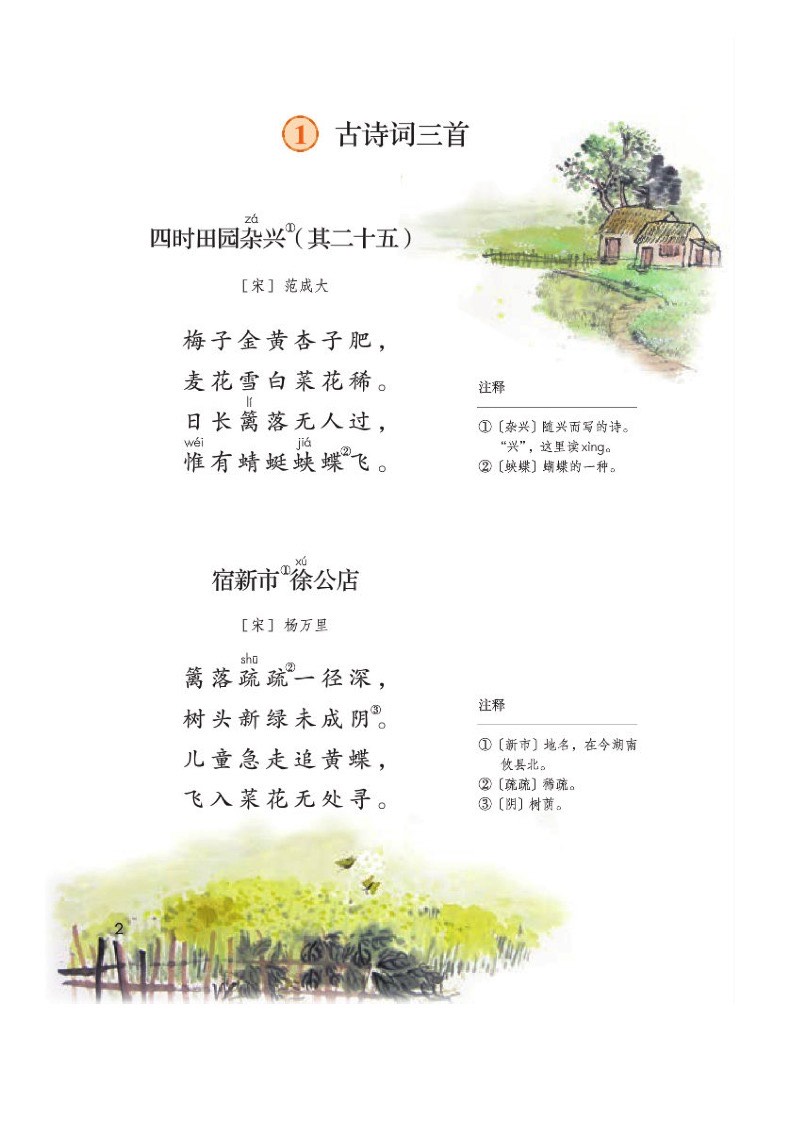 1 古诗词三首
zá
四时田园杂兴①(其二十五)
[宋] 范成大
梅子金黄杏子肥,
麦花雪白菜花稀。
lí
日长篱落无人过,
wéi jiá
惟有蜻蜓蛱蝶②飞。
注释
①〔杂兴〕随兴而写的诗。
“兴”,这里读xìng。
②〔蛱蝶〕蝴蝶的一种。
xú
宿新市①徐公店
[宋] 杨万里
shū
篱落疏疏②一径深,
树头新绿未成阴③。
儿童急走追黄蝶,
飞入菜花无处寻。
注释
①〔新市〕地名,在今湖南
攸县北。
②〔疏疏〕稀疏。
③〔阴〕树荫。
2